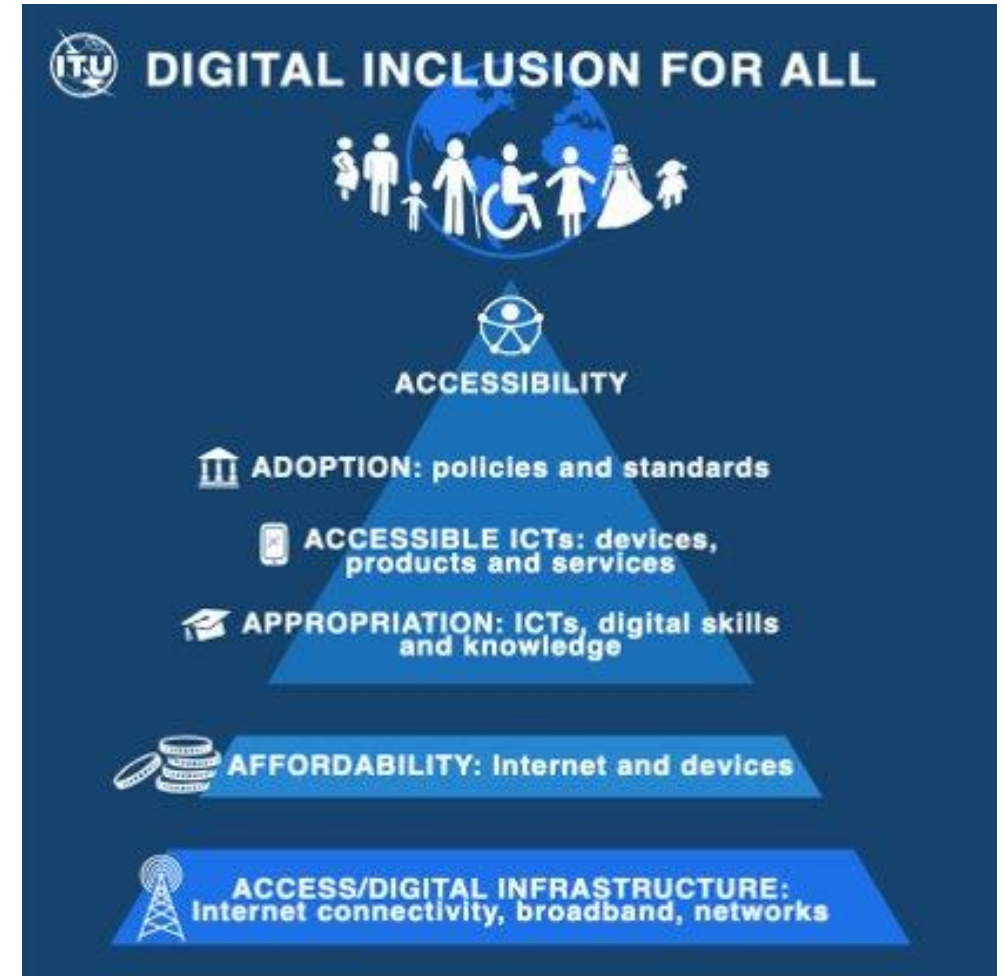 ITU
DIGITAL INCLUSION FOR ALL
ACCESSIBILITY
ADOPTION: policies and standards
ACCESSIBLE ICTs: devices,
products and services
APPROPRIATION: ICTs, digital skills
and knowledge
AFFORDABILITY: Internet and devices
ACCESS/DIGITAL INFRASTRUCTURE:
Internet connectivity, broadband, networks